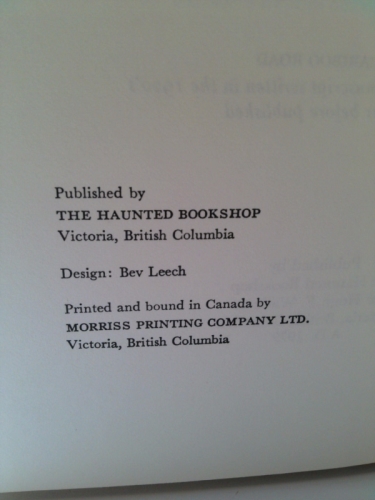 Published by
THE HAUNTED BOOKSHOP
Victoria, British Columbia
Design: Bev Leech
Printed and bound in Canada by
MORRISS PRINTING COMPANY LTD.
Victoria, British Columbia